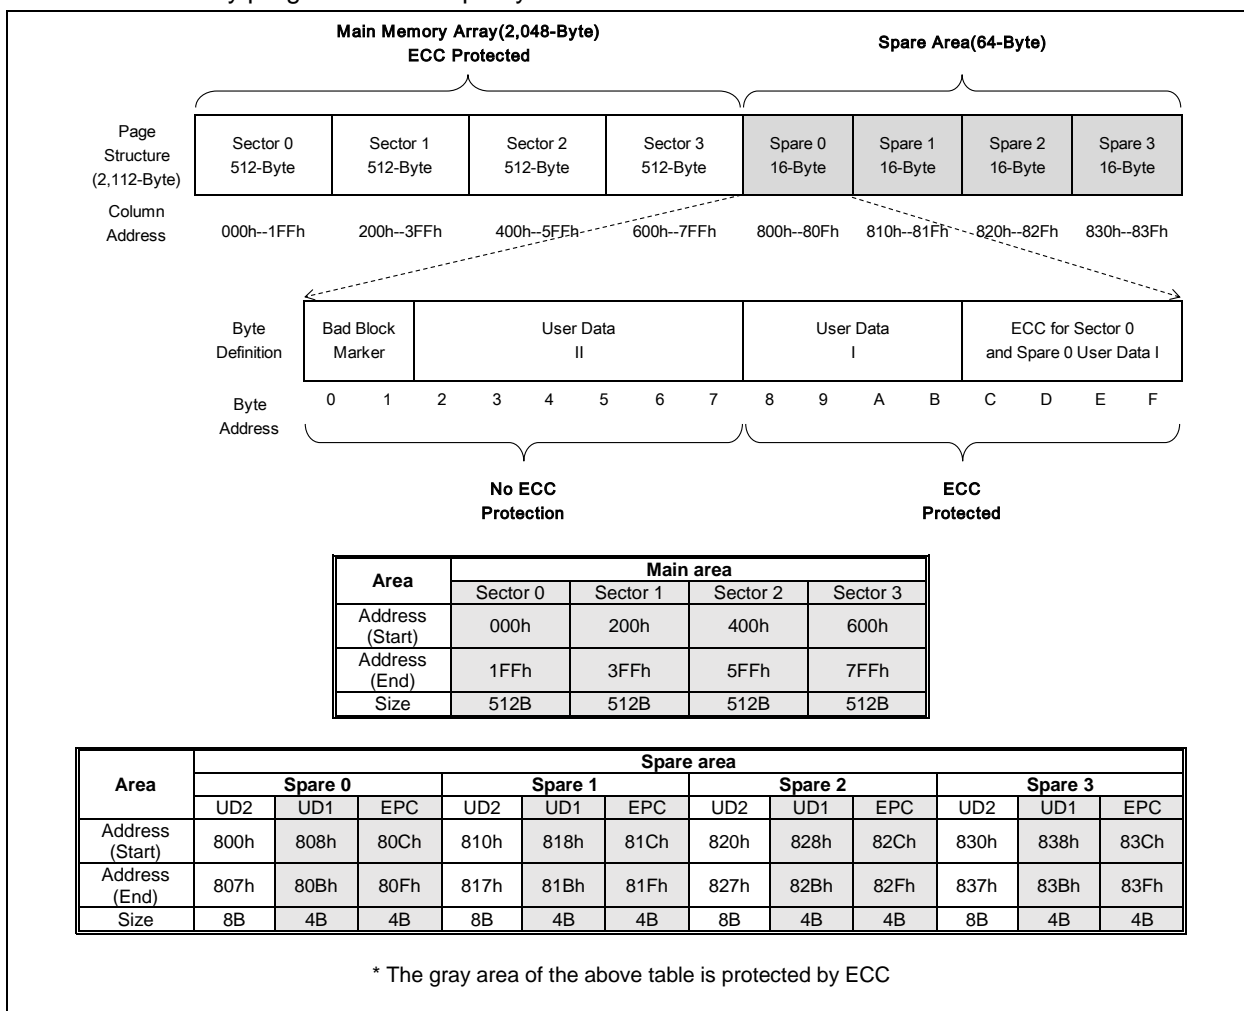 Main Memory Array(2,048-Byte)
ECC Protected
Spare Area(64-Byte)
Page
Structure
(2,112-Byte)
Sector 0
512-Byte
Sector 1
512-Byte
Sector 2
512-Byte
Sector 3
512-Byte
Spare 0
16-Byte
Spare 1
16-Byte
Spare 2
16-Byte
Spare 3
16-Byte
Column
Address
000h--1FFh 200h--3FFh 400h--5FFh 600h--7FFh 800h--80Fh 810h--81Fh 820h--82Fh 830h--83Fh
Byte
Definition
Bad Block
Marker
User Data
II
User Data
I
ECC for Sector 0
and Spare 0 User Data I
Byte
Address
0 1 2 3 4 5 6 7 8 9 A B C D E F
No ECC
Protection
ECC
Protected
Area Main area
Sector 0 Sector 1 Sector 2 Sector 3
Address
(Start)
000h 200h 400h 600h
Address
(End)
1FFh 3FFh 5FFh 7FFh
Size 512B 512B 512B 512B
Area Spare area
Spare 0 Spare 1 Spare 2 Spare 3
UD2 UD1 EPC UD2 UD1 EPC UD2 UD1 EPC UD2 UD1 EPC
Address
(Start)
800h 808h 80Ch 810h 818h 81Ch 820h 828h 82Ch 830h 838h 83Ch
Address
(End)
807h 80Bh 80Fh 817h 81Bh 81Fh 827h 82Bh 82Fh 837h 83Bh 83Fh
Size 8B 4B 4B 8B 4B 4B 8B 4B 4B 8B 4B 4B
* The gray area of the above table is protected by ECC